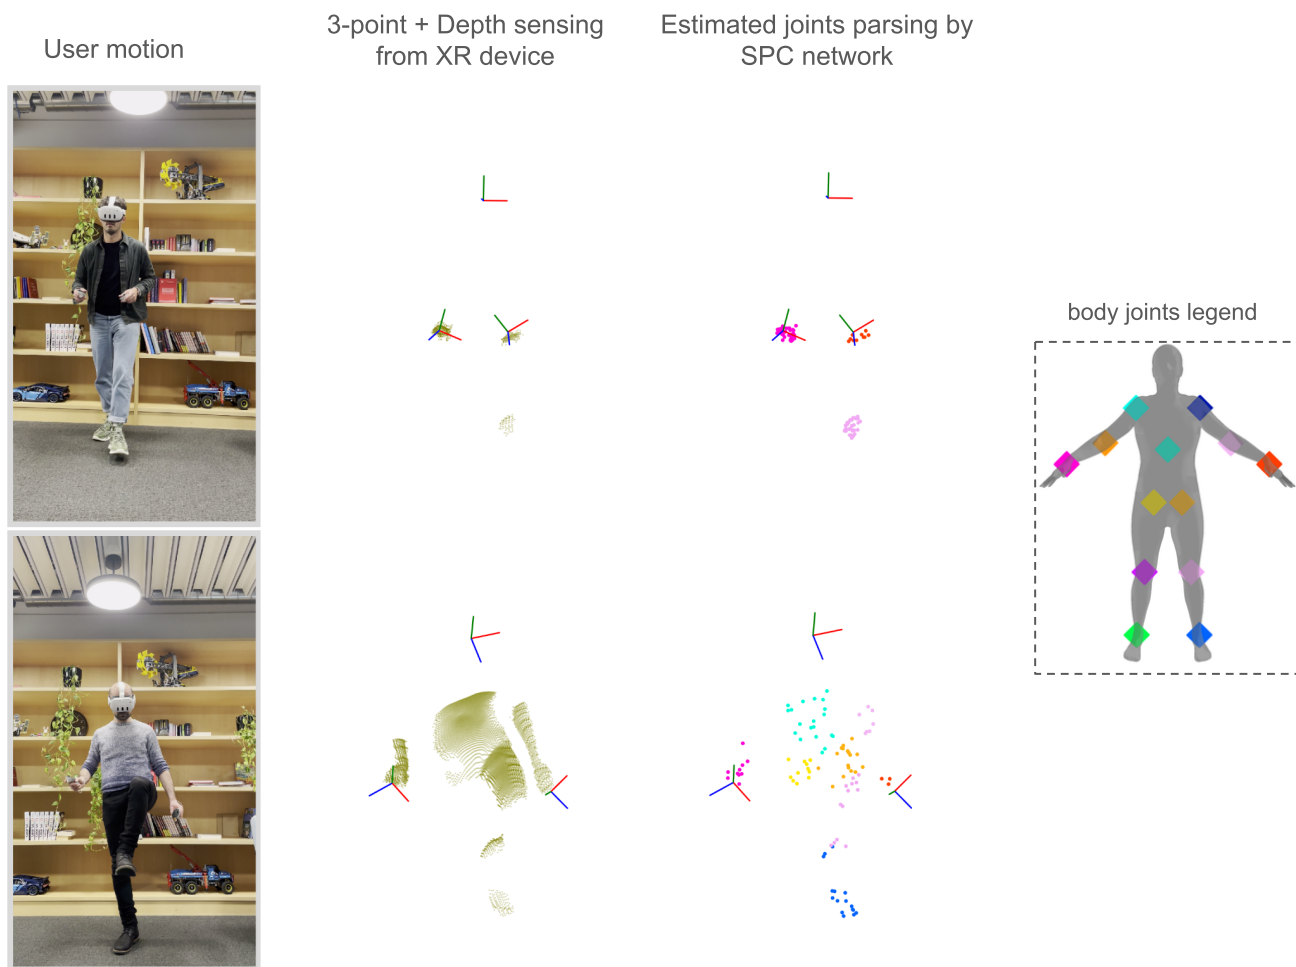 User motion
3-point + Depth sensing
from XR device
Estimated joints parsing by
SPC network
body joints legend